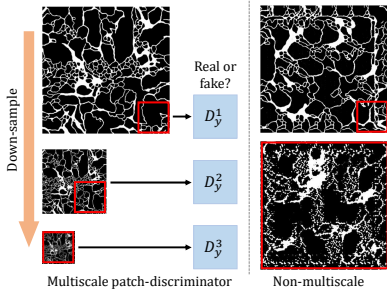 Real or
fake?
Down-sample
D_y^1
D_y^2
D_y^3
Multiscale patch-discriminator
Non-multiscale